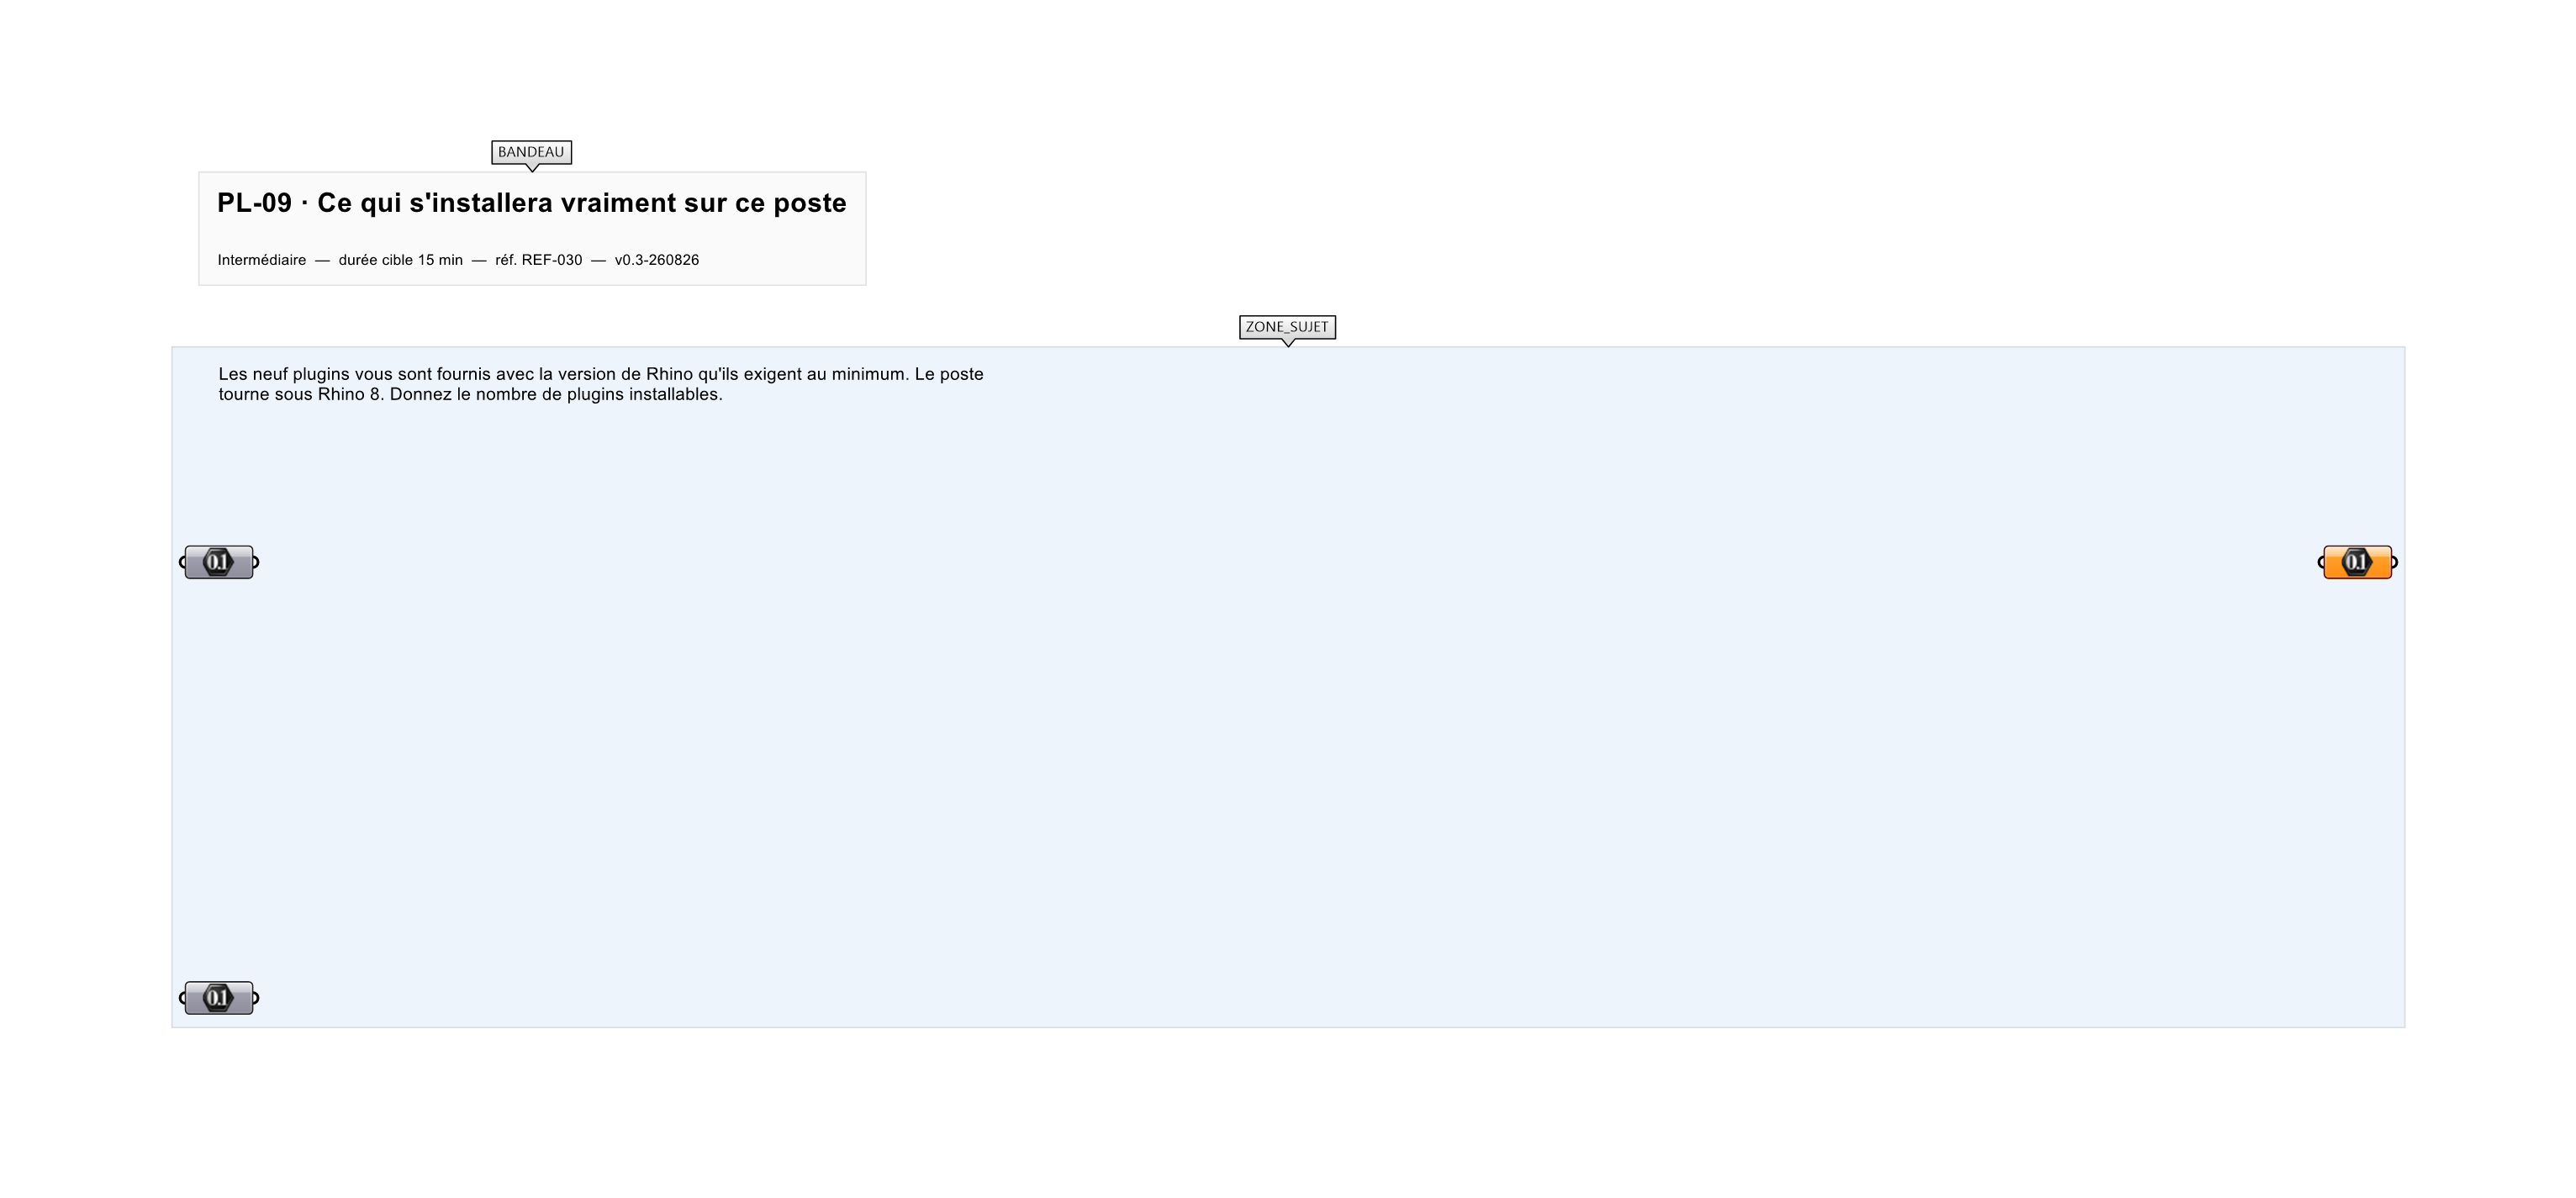 BANDEAU
PL-09 · Ce qui s'installera vraiment sur ce poste
Intermédiaire — durée cible 15 min — réf. REF-030 — v0.3-260826
ZONE_SUJET
Les neuf plugins vous sont fournis avec la version de Rhino qu'ils exigent au minimum. Le poste
tourne sous Rhino 8. Donnez le nombre de plugins installables.
0.1
0.1
0.1